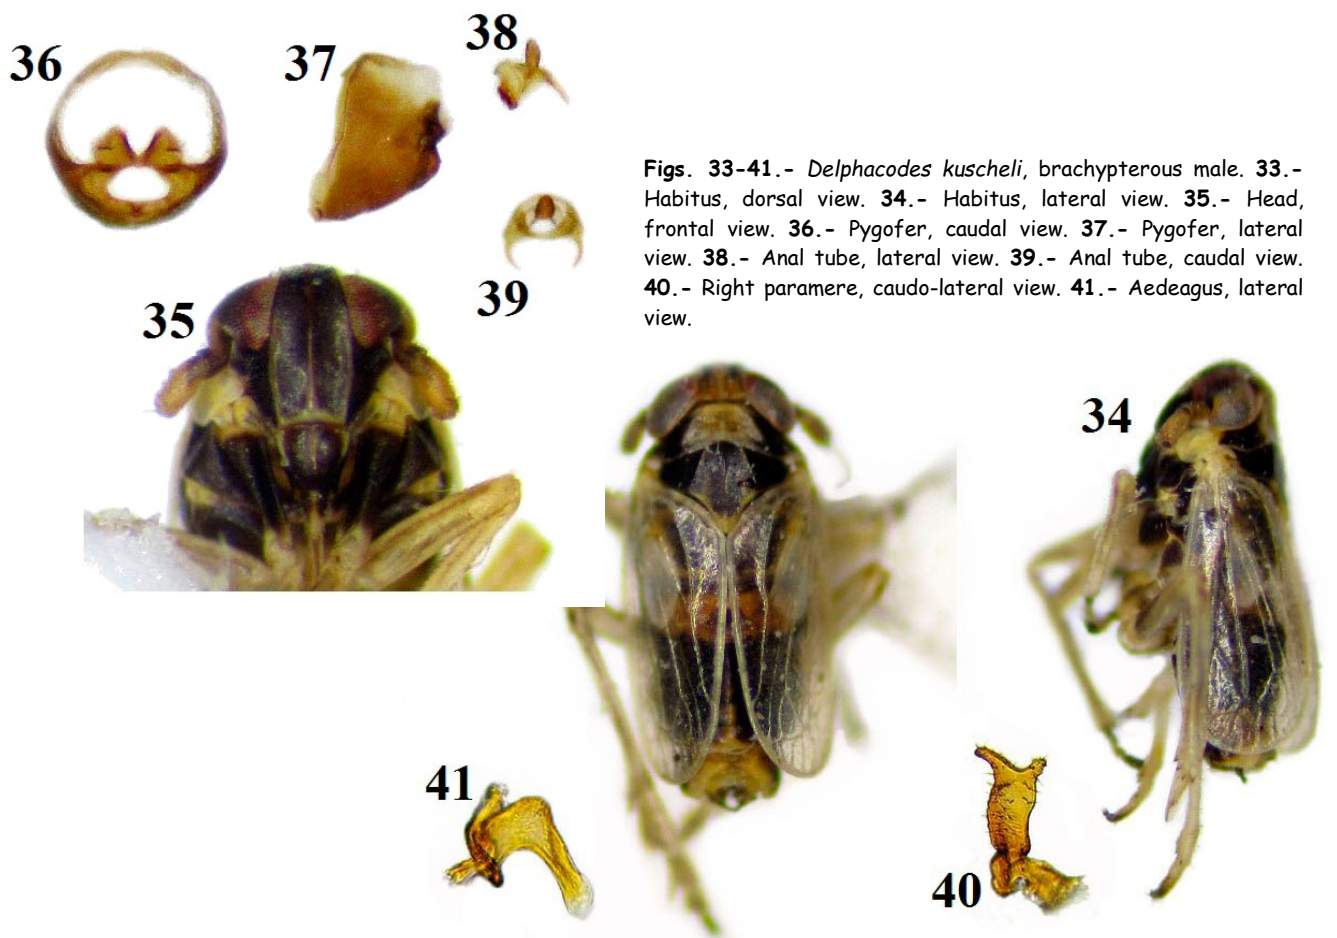 36
37
38
Figs. 33-41.- Delphacodes kuscheli, brachypterous male. 33.-
Habitus, dorsal view. 34.- Habitus, lateral view. 35.- Head,
frontal view. 36.- Pygofer, caudal view. 37.- Pygofer, lateral
view. 38.- Anal tube, lateral view. 39.- Anal tube, caudal view.
40.- Right paramere, caudo-lateral view. 41.- Aedeagus, lateral
view.
39
35
34
41
40